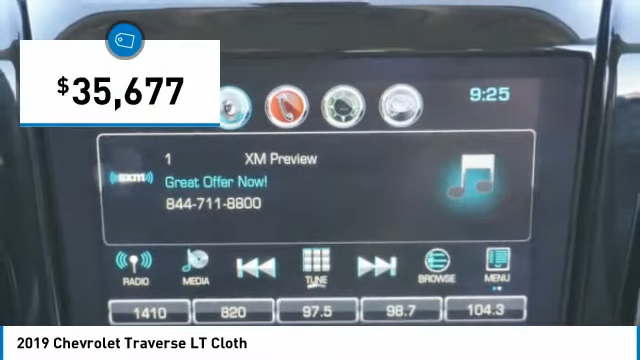 $35,677
9:25
1 XM Preview
((SXM))
Great Offer Now!
844-711-8800
RADIO MEDIA TUNE BROWSE MENU
1410 820 97.5 98.7 104.3
2019 Chevrolet Traverse LT Cloth